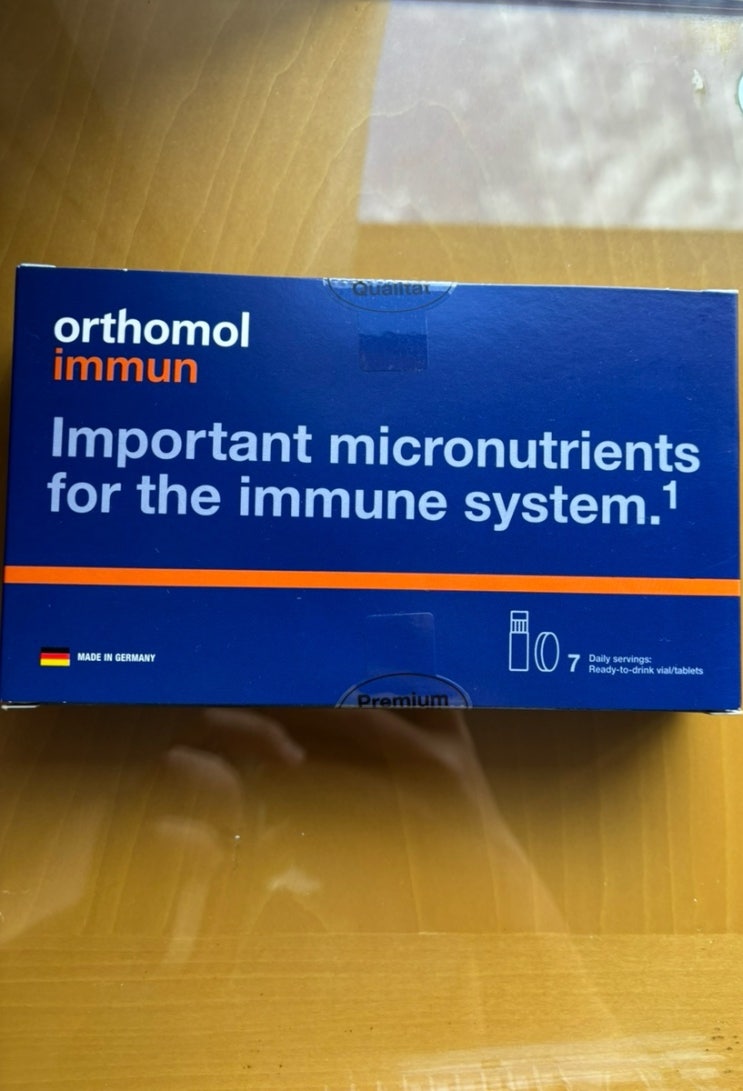 Qualität
orthomol
immun
Important micronutrients
for the immune system.¹
MADE IN GERMANY
7
Daily servings:
Ready-to-drink vial/tablets
Premium